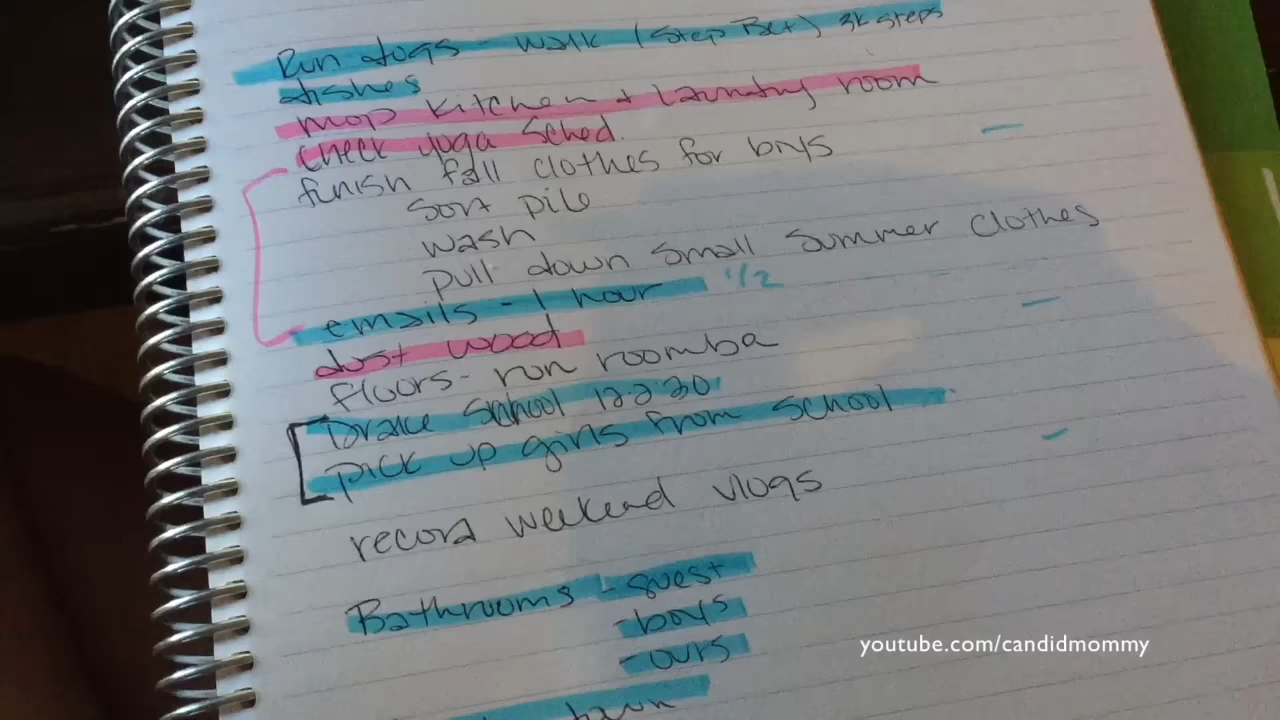 Run dogs - walk (Step Bet) 3k steps
dishes
mop kitchen + laundry room
check yoga sched.
finish fall clothes for boys
sort pile
wash
pull down small summer clothes
emails - 1 hour 1/2
dust wood
floors - run roomba
Drake School 12-2:30
pick up girls from school
record weekend vlogs
Bathrooms - guest
- boys
- ours
youtube.com/candidmommy